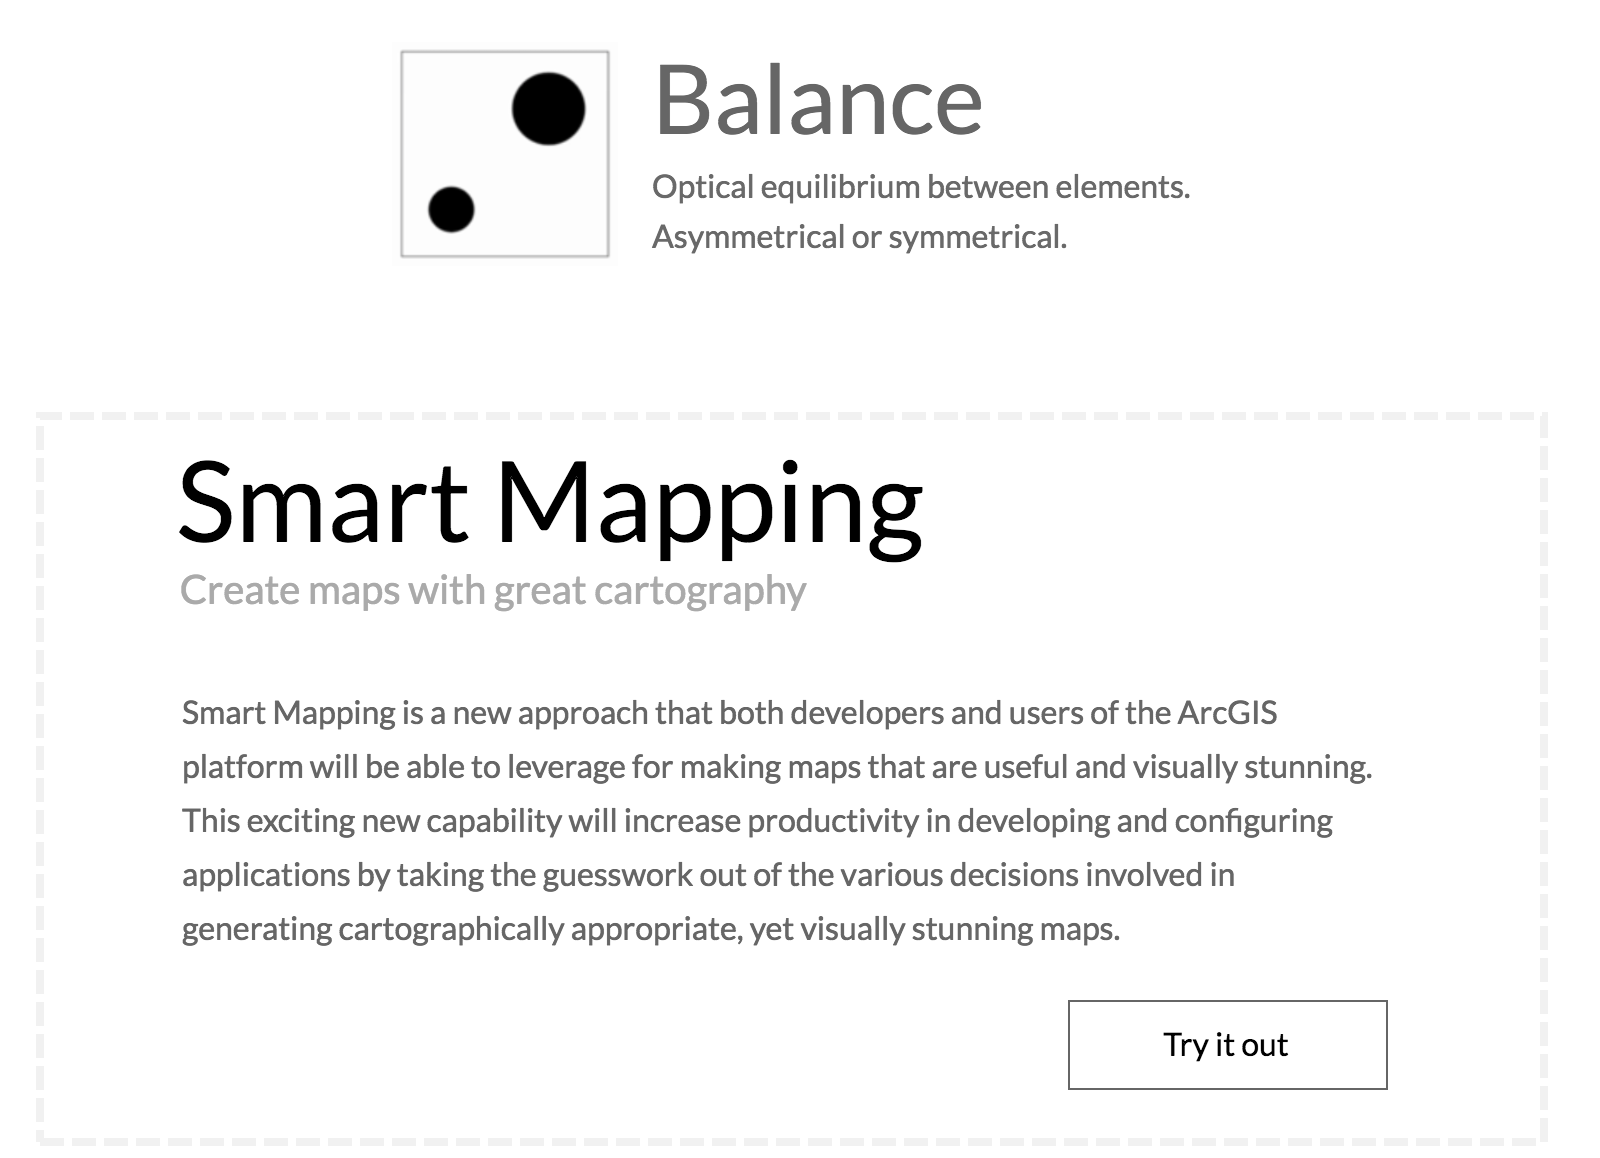 Balance
Optical equilibrium between elements.
Asymmetrical or symmetrical.
Smart Mapping
Create maps with great cartography
Smart Mapping is a new approach that both developers and users of the ArcGIS
platform will be able to leverage for making maps that are useful and visually stunning.
This exciting new capability will increase productivity in developing and configuring
applications by taking the guesswork out of the various decisions involved in
generating cartographically appropriate, yet visually stunning maps.
Try it out